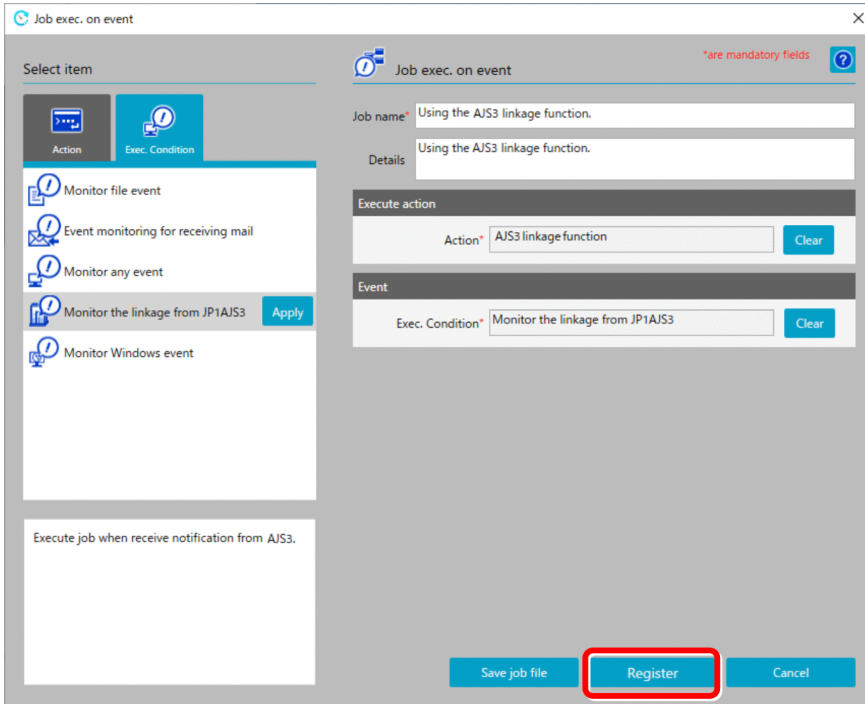 Job exec. on event
Select item
Action
Exec. Condition
Monitor file event
Event monitoring for receiving mail
Monitor any event
Monitor the linkage from JP1AJS3
Apply
Monitor Windows event
Execute job when receive notification from AJS3.
*are mandatory fields
?
Job exec. on event
Job name* Using the AJS3 linkage function.
Details Using the AJS3 linkage function.
Execute action
Action* AJS3 linkage function Clear
Event
Exec. Condition* Monitor the linkage from JP1AJS3 Clear
Save job file Register Cancel